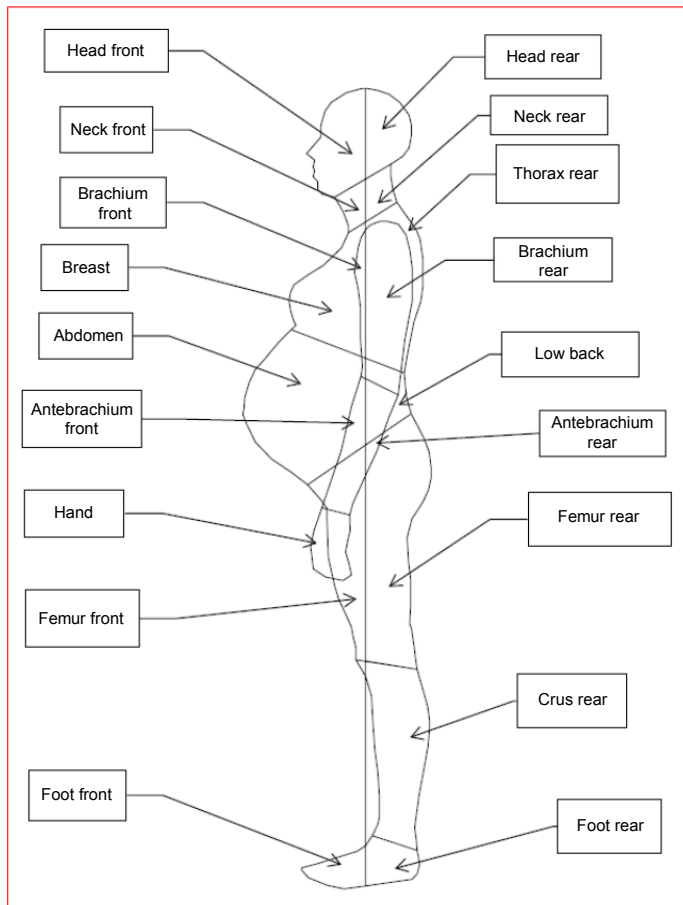 Head front
Head rear
Neck front
Neck rear
Thorax rear
Brachium
front
Brachium
rear
Breast
Abdomen
Low back
Antebrachium
front
Antebrachium
rear
Hand
Femur rear
Femur front
Crus rear
Foot front
Foot rear